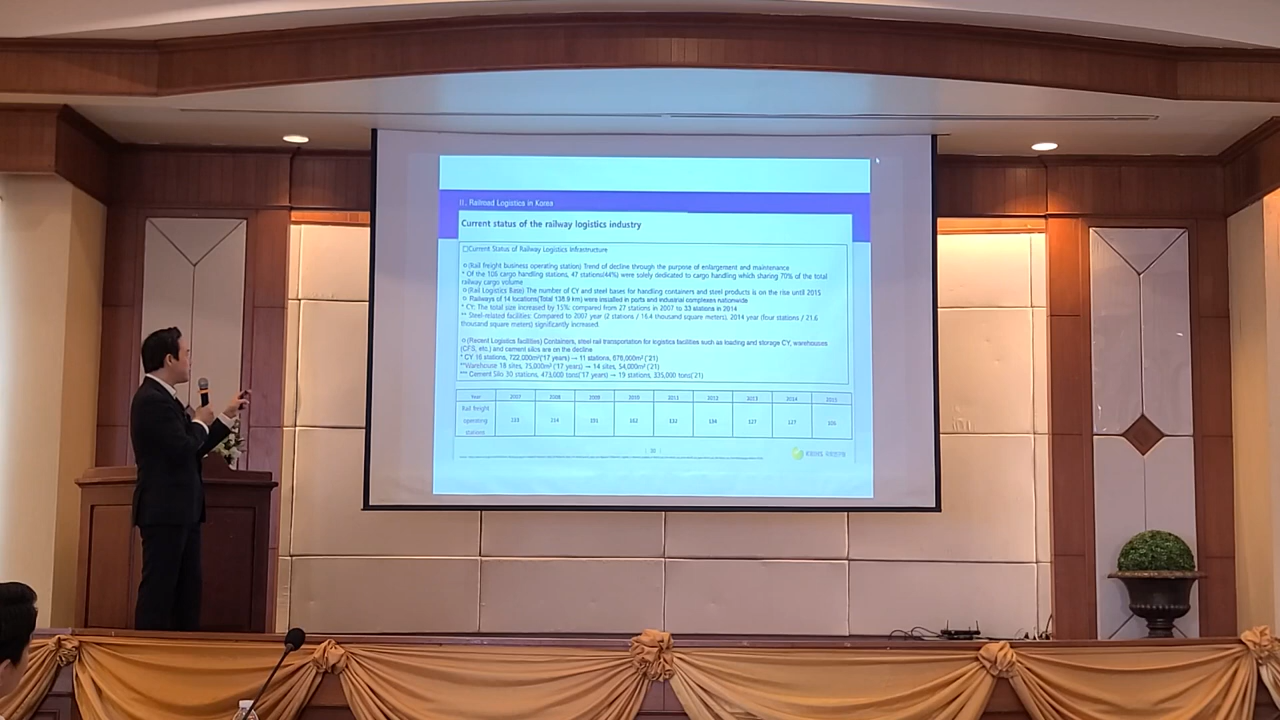 II. Railroad Logistics in Korea
Current status of the railway logistics industry
□Current Status of Railway Logistics Infrastructure
o (Rail freight business operating station) Trend of decline through the purpose of enlargement and maintenance
* Of the 106 cargo handling stations, 47 stations(44%) were solely dedicated to cargo handling which sharing 70% of the total
railway cargo volume
o (Rail Logistics Base) The number of CY and steel bases for handling containers and steel products is on the rise until 2015
o Railways of 14 locations(Total 138.9 km) were installed in ports and industrial complexes nationwide
* CY: The total size increased by 15% compared from 27 stations in 2007 to 33 stations in 2014
** Steel-related facilities: Compared to 2007 year (2 stations / 16.4 thousand square meters), 2014 year (four stations / 21.6
thousand square meters) significantly increased.
o (Recent Logistics facilities) Containers, steel rail transportation for logistics facilities such as loading and storage CY, warehouses
(CFS, etc.) and cement silos are on the decline
* CY 16 stations, 722,000m²('17 years) → 11 stations, 678,000m² ('21)
**Warehouse 18 sites, 75,000m² ('17 years) → 14 sites, 54,000m² ('21)
*** Cement Silo 30 stations, 473,000 tons('17 years) → 19 stations, 335,000 tons('21)
Year 2007 2008 2009 2010 2011 2012 2013 2014 2015
Rail freight
operating
stations
127 127